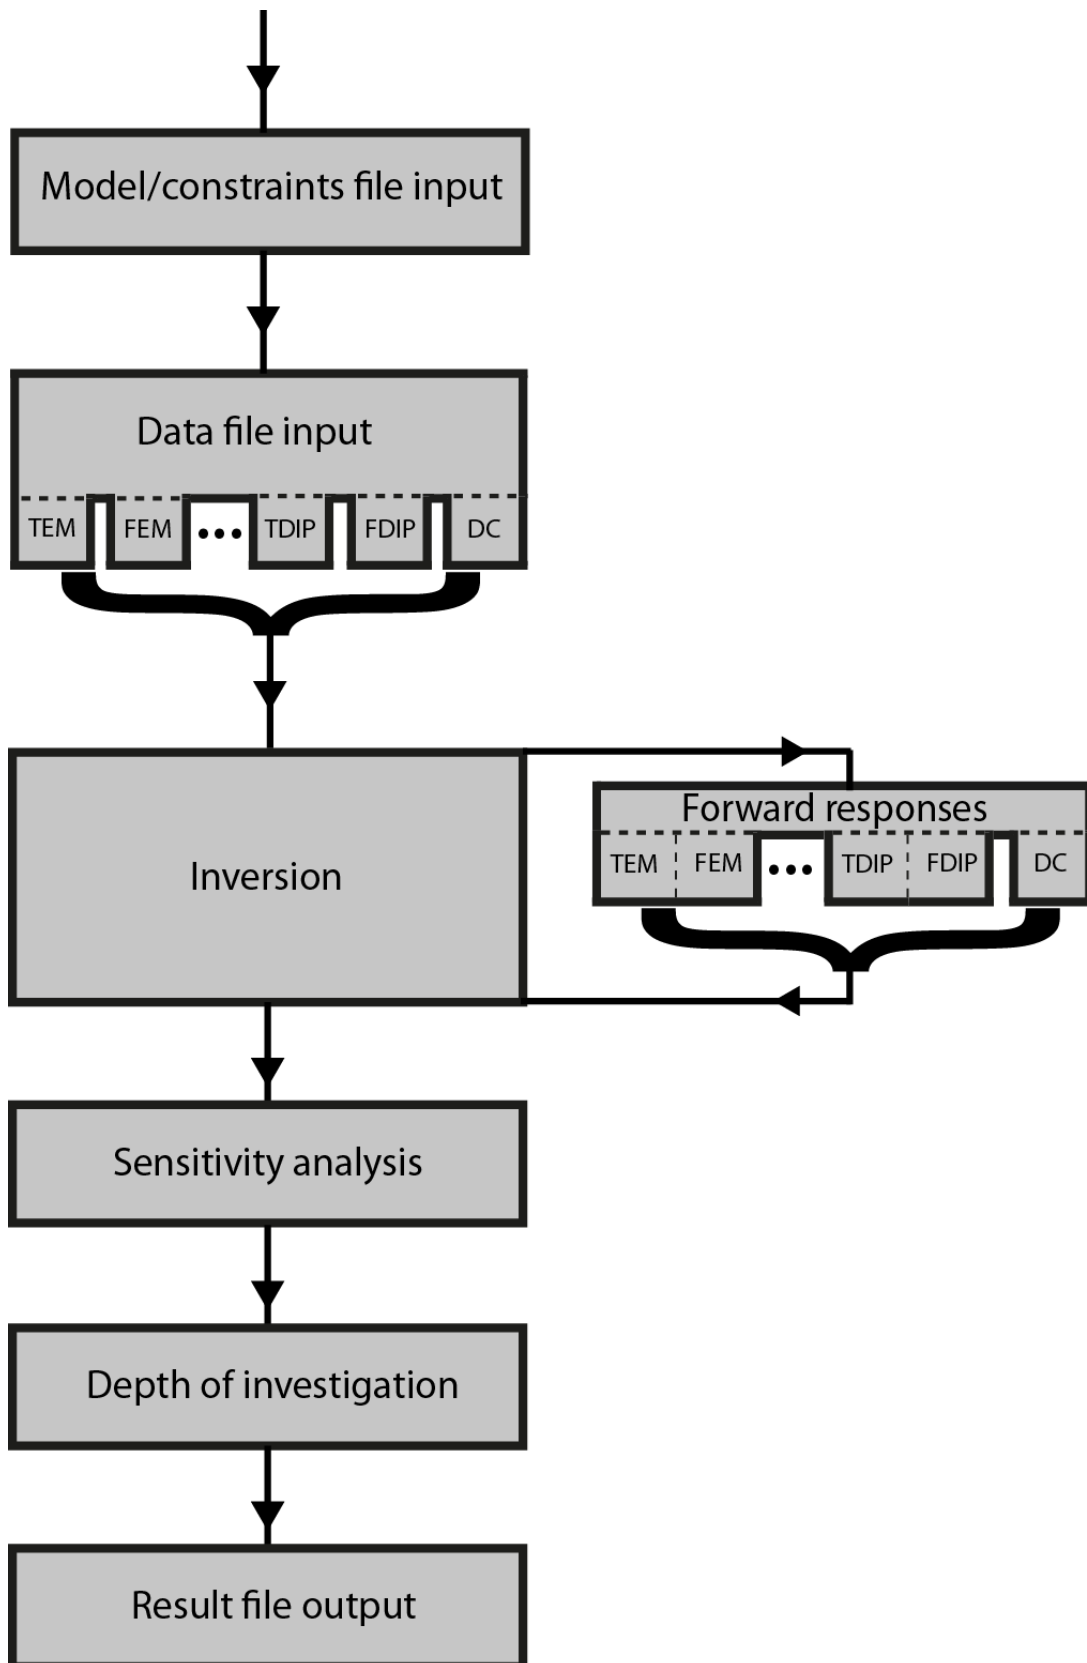 Model/constraints file input
Data file input
TEM FEM ... TDIP FDIP DC
Inversion
Forward responses
TEM FEM ... TDIP FDIP DC
Sensitivity analysis
Depth of investigation
Result file output